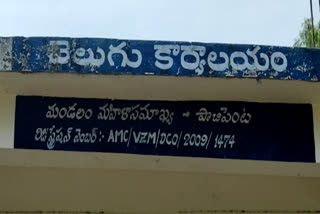 తెలుగు కార్యాలయం
మండలం మహిళాసమాఖ్య - పాచిపెంట
రిజిస్ట్రేషన్ నెంబర్ :- AMC/VZM/DCO/2009/1474